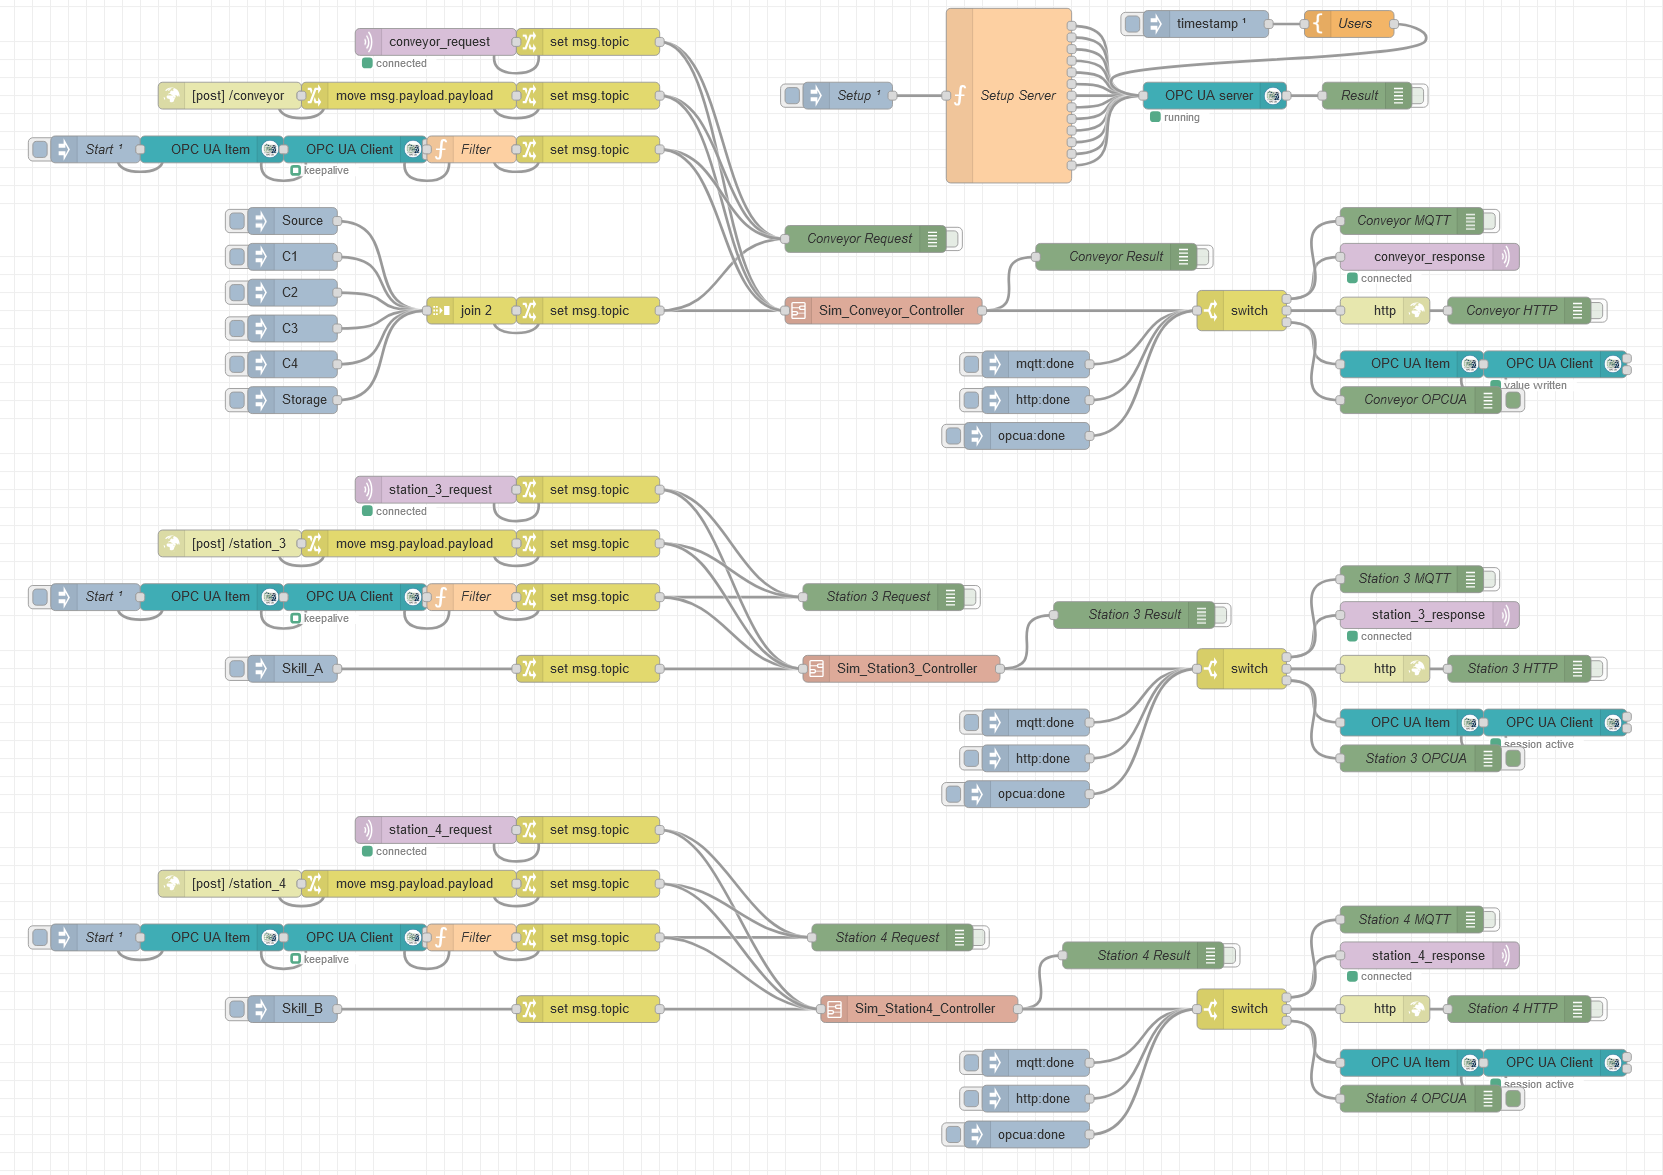 conveyor_request
set msg.topic
connected
[post] /conveyor
move msg.payload.payload
set msg.topic
Start ¹
OPC UA Item
OPC UA Client
Filter
set msg.topic
keepalive
Source
C1
C2
C3
C4
Storage
join 2
set msg.topic
Setup ¹
Setup Server
timestamp ¹
Users
OPC UA server
running
Result
Conveyor Request
Conveyor Result
Sim_Conveyor_Controller
mqtt:done
http:done
opcua:done
switch
Conveyor MQTT
conveyor_response
connected
http
Conveyor HTTP
OPC UA Item
OPC UA Client
value written
Conveyor OPCUA
station_3_request
set msg.topic
connected
[post] /station_3
move msg.payload.payload
set msg.topic
Start ¹
OPC UA Item
OPC UA Client
Filter
set msg.topic
keepalive
Skill_A
set msg.topic
Station 3 Request
Station 3 Result
Sim_Station3_Controller
mqtt:done
http:done
opcua:done
switch
Station 3 MQTT
station_3_response
connected
http
Station 3 HTTP
OPC UA Item
OPC UA Client
session active
Station 3 OPCUA
station_4_request
set msg.topic
connected
[post] /station_4
move msg.payload.payload
set msg.topic
Start ¹
OPC UA Item
OPC UA Client
Filter
set msg.topic
keepalive
Skill_B
set msg.topic
Station 4 Request
Station 4 Result
Sim_Station4_Controller
mqtt:done
http:done
opcua:done
switch
Station 4 MQTT
station_4_response
connected
http
Station 4 HTTP
OPC UA Item
OPC UA Client
session active
Station 4 OPCUA